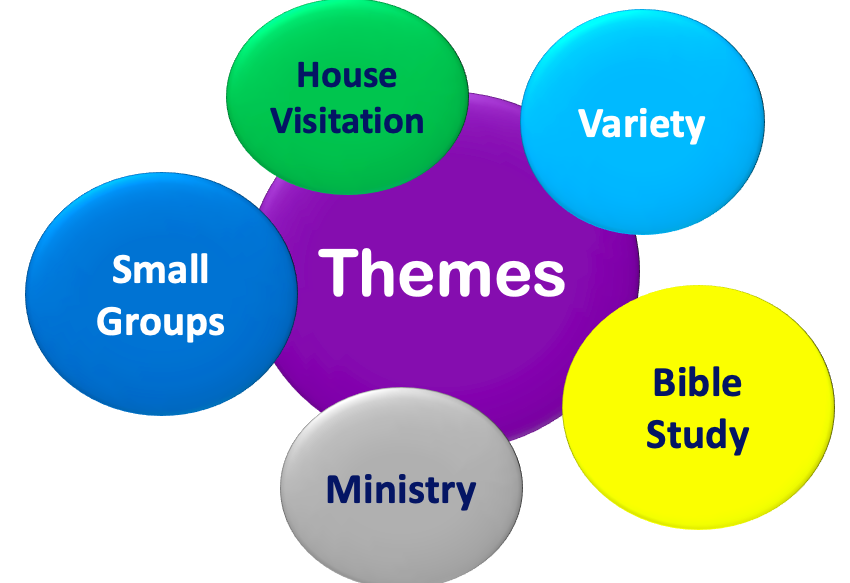 House
Visitation
Variety
Small
Groups
Themes
Bible
Study
Ministry